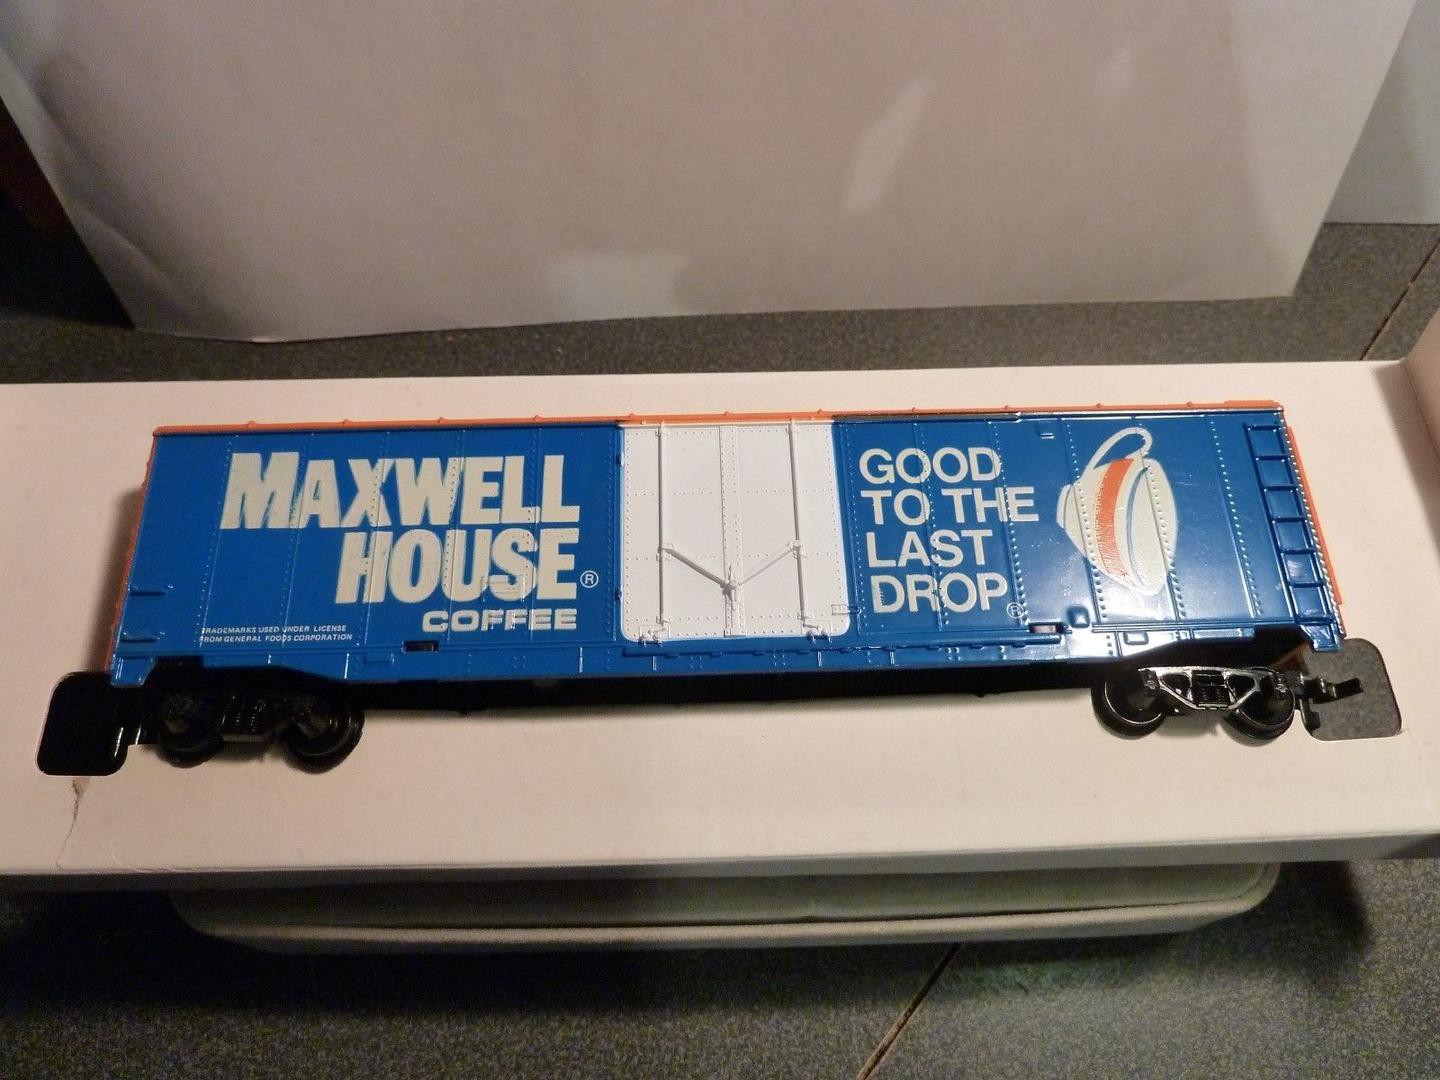 MAXWELL
HOUSE®
COFFEE
TRADEMARKS USED UNDER LICENSE
FROM GENERAL FOODS CORPORATION
GOOD
TO THE
LAST
DROP®